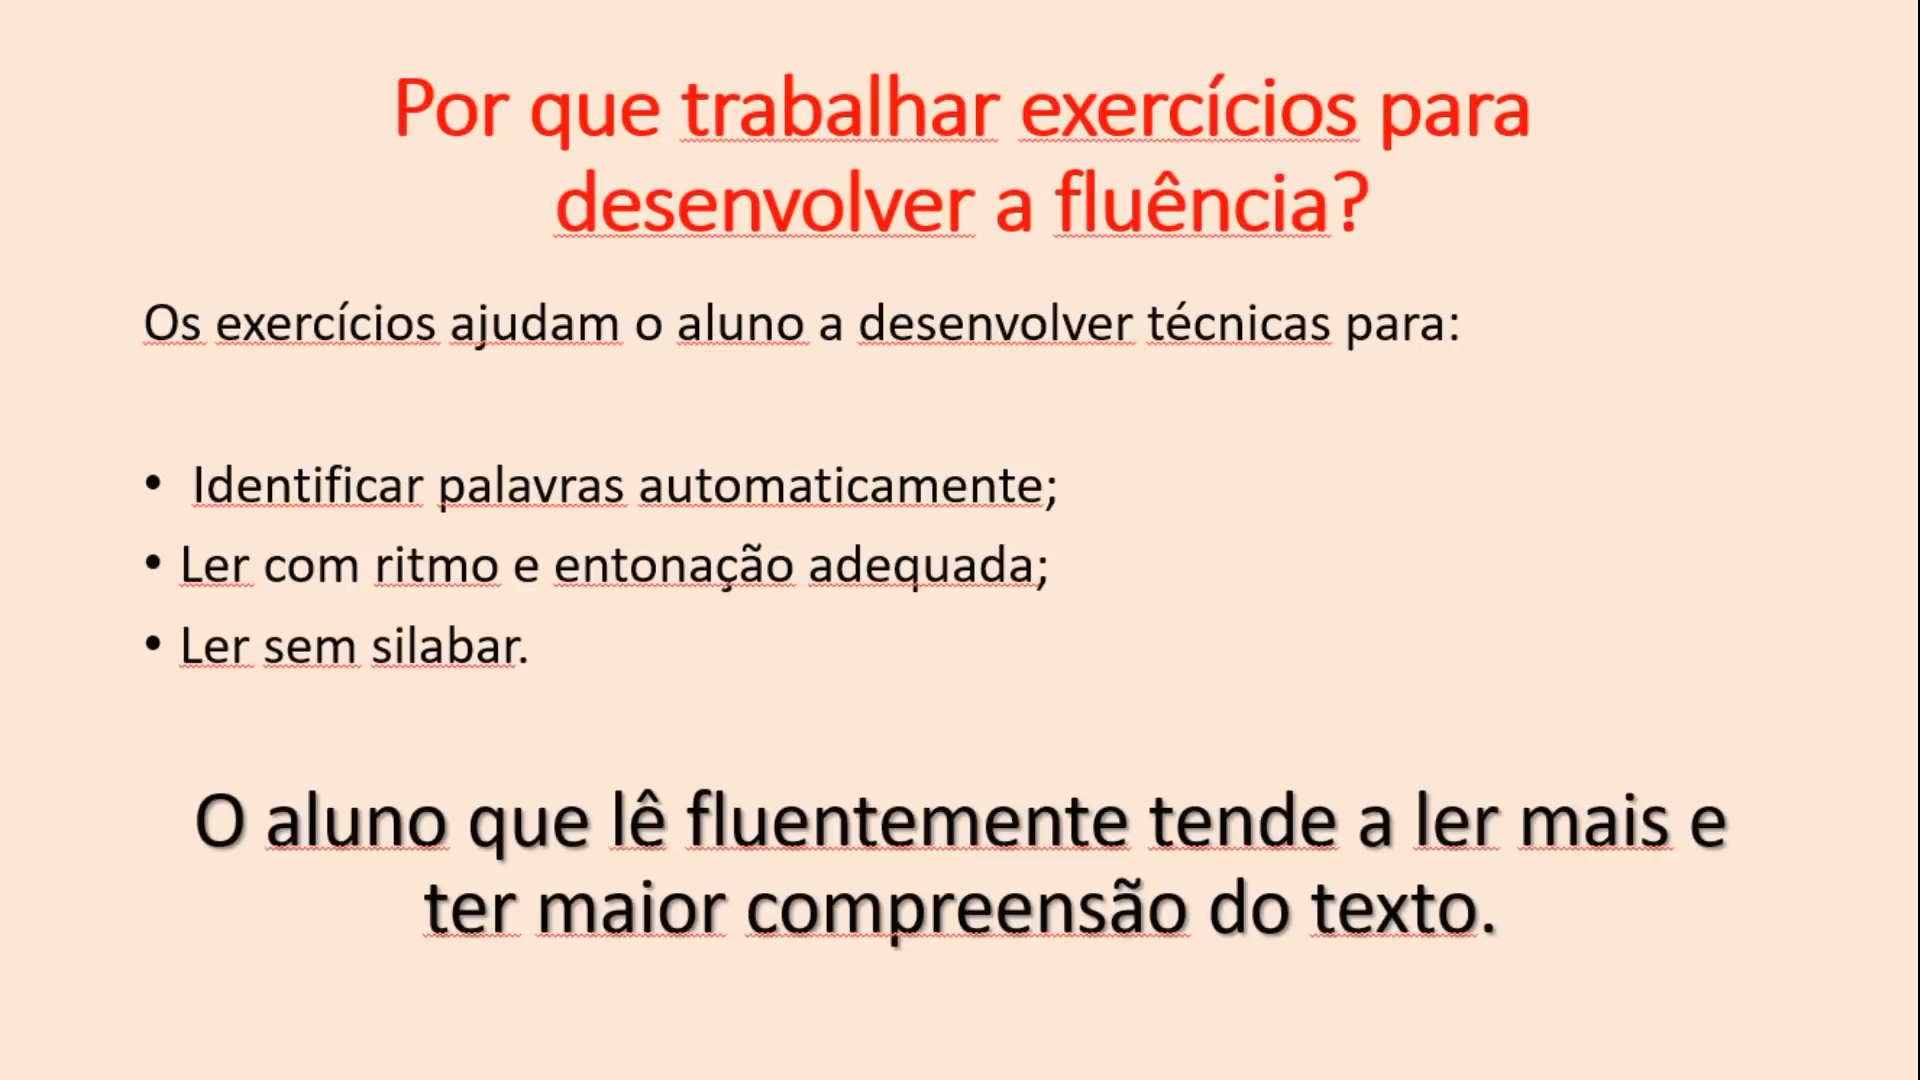 Por que trabalhar exercícios para
desenvolver a fluência?
Os exercícios ajudam o aluno a desenvolver técnicas para:
• Identificar palavras automaticamente;
• Ler com ritmo e entonação adequada;
• Ler sem silabar.
O aluno que lê fluentemente tende a ler mais e
ter maior compreensão do texto.